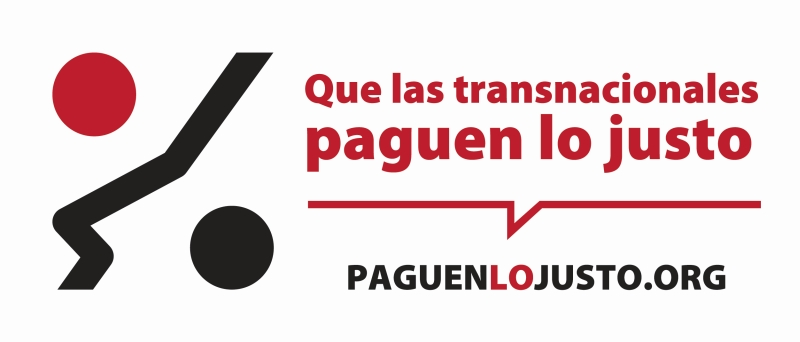 Que las transnacionales
paguen lo justo
PAGUENLOJUSTO.ORG